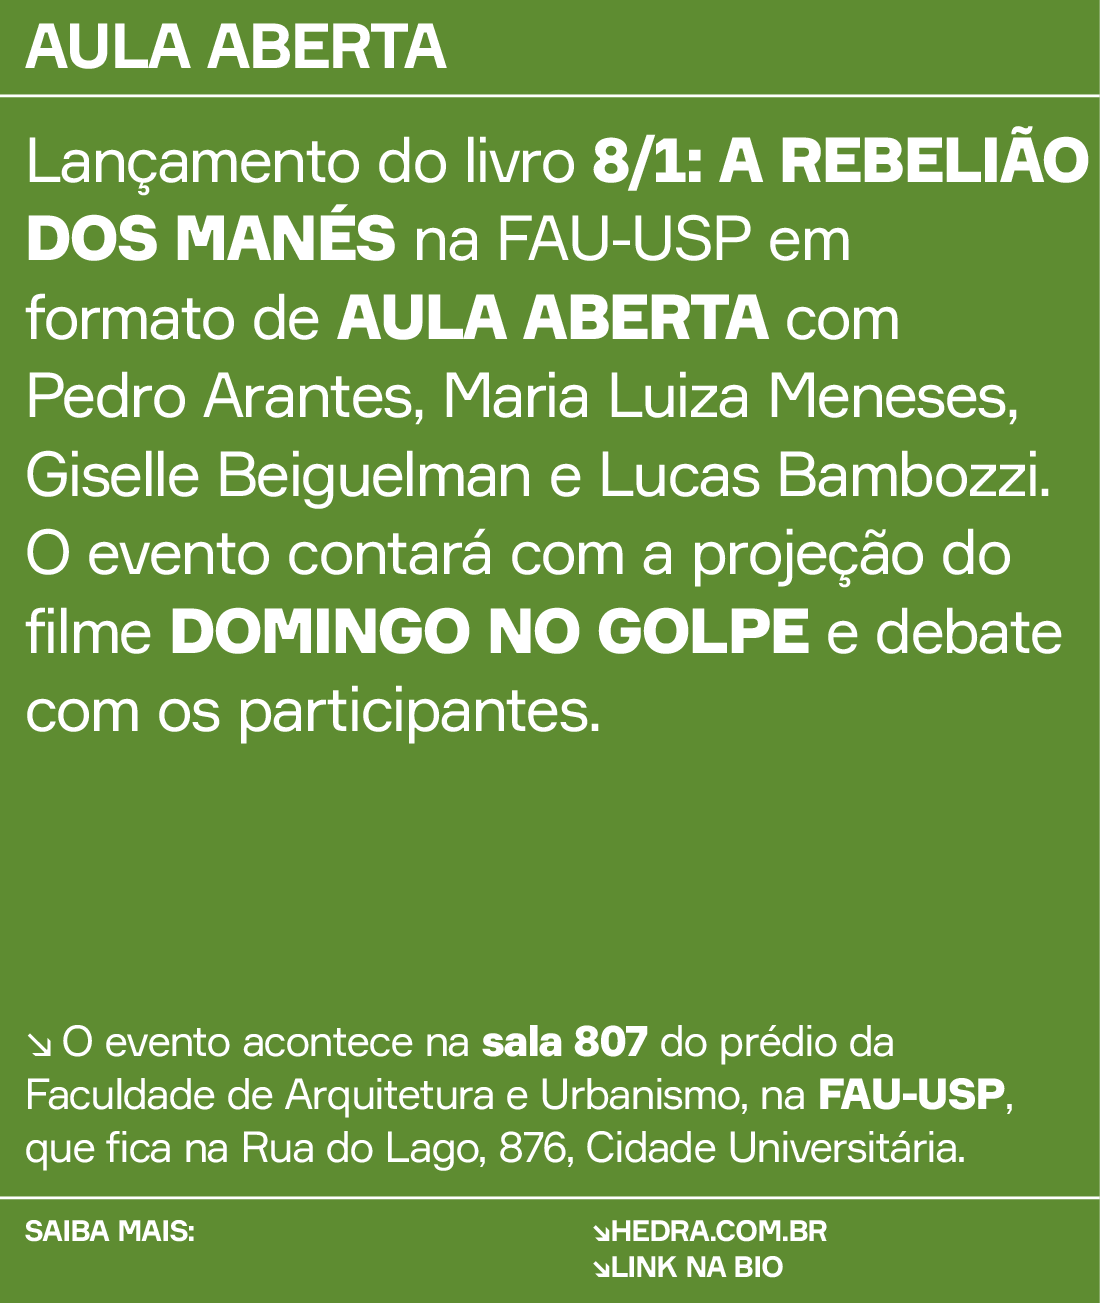 AULA ABERTA
Lançamento do livro 8/1: A REBELIÃO
DOS MANÉS na FAU-USP em
formato de AULA ABERTA com
Pedro Arantes, Maria Luiza Meneses,
Giselle Beiguelman e Lucas Bambozzi.
O evento contará com a projeção do
filme DOMINGO NO GOLPE e debate
com os participantes.
↘ O evento acontece na sala 807 do prédio da
Faculdade de Arquitetura e Urbanismo, na FAU-USP,
que fica na Rua do Lago, 876, Cidade Universitária.
SAIBA MAIS:
↘HEDRA.COM.BR
↘LINK NA BIO